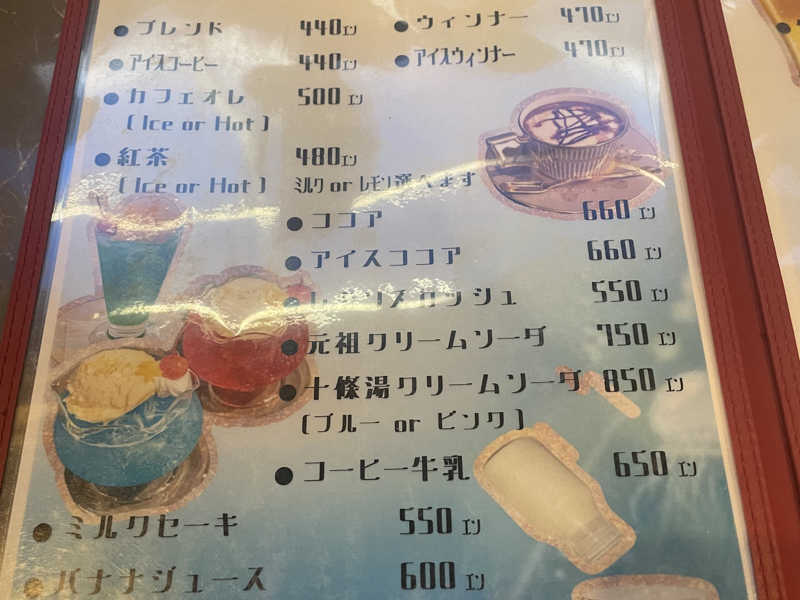 ● ブレンド 440エン
● ウィンナー 470エン
● アイスコーヒー 440エン
● アイスウィンナー 470エン
● カフェオレ 500エン
(Ice or Hot)
● 紅茶 480エン
(Ice or Hot) ミルク or レモン選べます
● ココア 660エン
● アイスココア 660エン
● レモンスカッシュ 550エン
● 元祖クリームソーダ 750エン
● 十條湯クリームソーダ 850エン
(ブルー or ピンク)
● コーヒー牛乳 650エン
● ミルクセーキ 550エン
● バナナジュース 600エン